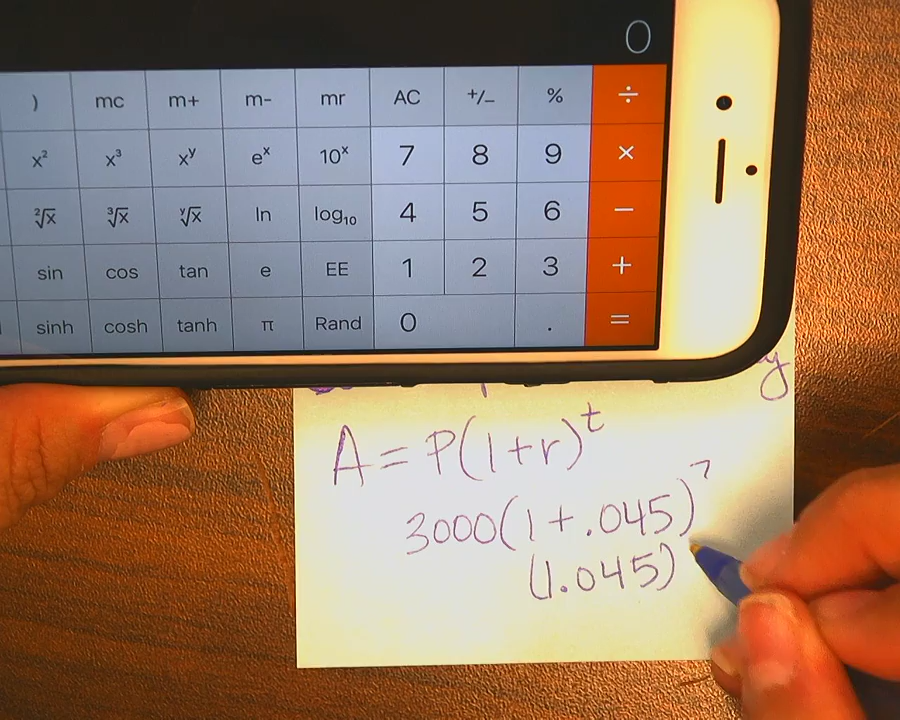 0
) mc m+ m- mr AC +/_ % ÷
x² x³ xʸ eˣ 10ˣ 7 8 9 ×
²√x ³√x ʸ√x ln log₁₀ 4 5 6 −
sin cos tan e EE 1 2 3 +
sinh cosh tanh π Rand 0 . =
A = P(1+r)ᵗ
3000(1 + .045)⁷
(1.045)